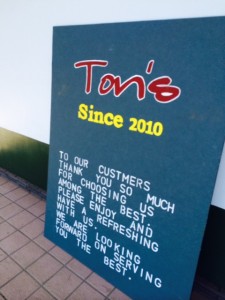 Ton's
Since 2010
TO OUR CUSTMERS
THANK YOU SO MUCH
FOR CHOOSING US
AMONG THE BEST
PLEASE ENJOY AND
HAVE A REFRESHING
WITH US.
WE ARE LOOKING
FORWARD ON SERVING
YOU THE BEST.